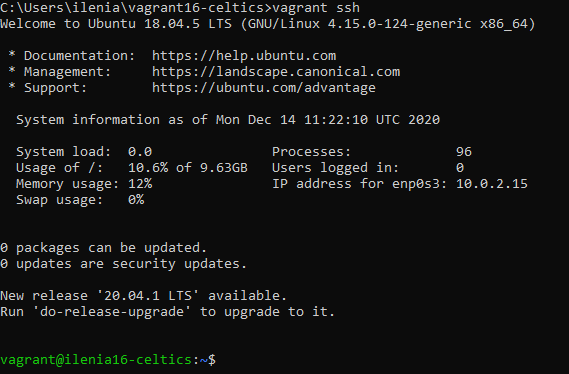 C:\Users\ilenia\vagrant16-celtics>vagrant ssh
Welcome to Ubuntu 18.04.5 LTS (GNU/Linux 4.15.0-124-generic x86_64)
* Documentation:  https://help.ubuntu.com
* Management:     https://landscape.canonical.com
* Support:        https://ubuntu.com/advantage
System information as of Mon Dec 14 11:22:10 UTC 2020
System load:  0.0               Processes:             96
Usage of /:   10.6% of 9.63GB   Users logged in:       0
Memory usage: 12%               IP address for enp0s3: 10.0.2.15
Swap usage:   0%
0 packages can be updated.
0 updates are security updates.
New release '20.04.1 LTS' available.
Run 'do-release-upgrade' to upgrade to it.
vagrant@ilenia16-celtics:~$